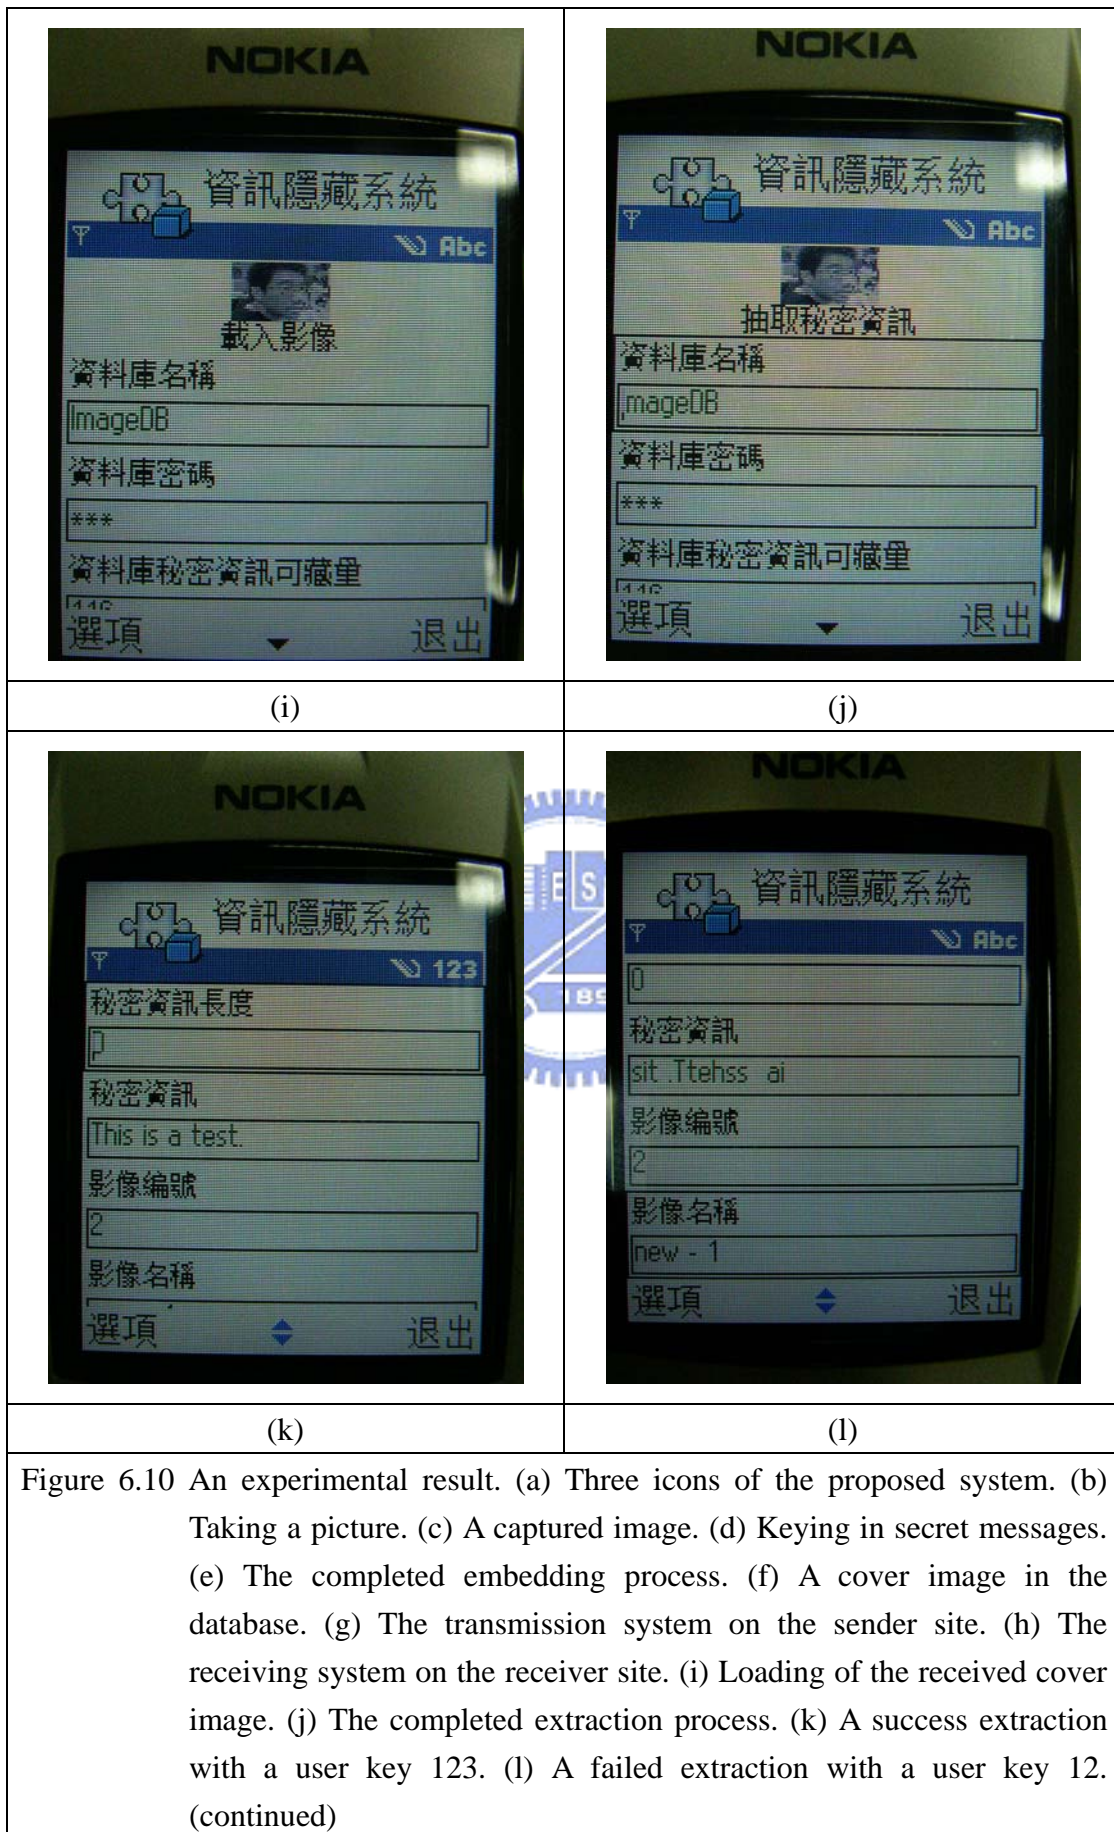 NOKIA
資訊隱藏系統
Abc
載入影像
資料庫名稱
ImageDB
資料庫密碼
***
資料庫秘密資訊可藏量
選項
退出
(i)
NOKIA
資訊隱藏系統
Abc
抽取秘密資訊
資料庫名稱
mageDB
資料庫密碼
***
資料庫秘密資訊可藏量
選項
退出
(j)
NOKIA
資訊隱藏系統
123
秘密資訊長度
秘密資訊
This is a test.
影像編號
2
影像名稱
選項
退出
(k)
NOKIA
資訊隱藏系統
Abc
0
秘密資訊
sit .Ttehss  ai
影像編號
2
影像名稱
new - 1
選項
退出
(l)
E S
189
Figure 6.10 An experimental result. (a) Three icons of the proposed system. (b)
Taking a picture. (c) A captured image. (d) Keying in secret messages.
(e) The completed embedding process. (f) A cover image in the
database. (g) The transmission system on the sender site. (h) The
receiving system on the receiver site. (i) Loading of the received cover
image. (j) The completed extraction process. (k) A success extraction
with a user key 123. (l) A failed extraction with a user key 12.
(continued)